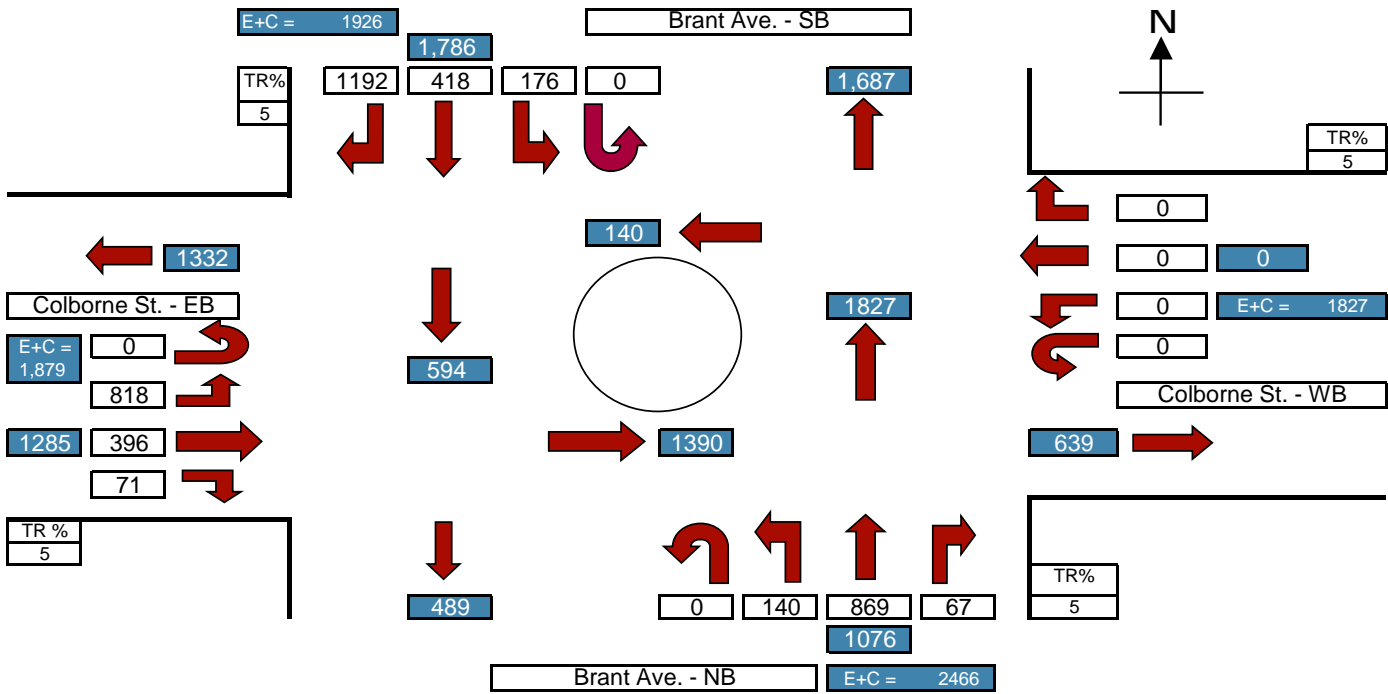 E+C = 1926
Brant Ave. - SB
N
1,786
TR%
5
1192
418
176
0
1,687
TR%
5
0
140
1332
0
0
Colborne St. - EB
1827
0
E+C = 1827
E+C =
1,879
0
0
594
818
Colborne St. - WB
1285
396
1390
639
71
TR %
5
TR%
5
489
0
140
869
67
1076
Brant Ave. - NB
E+C = 2466